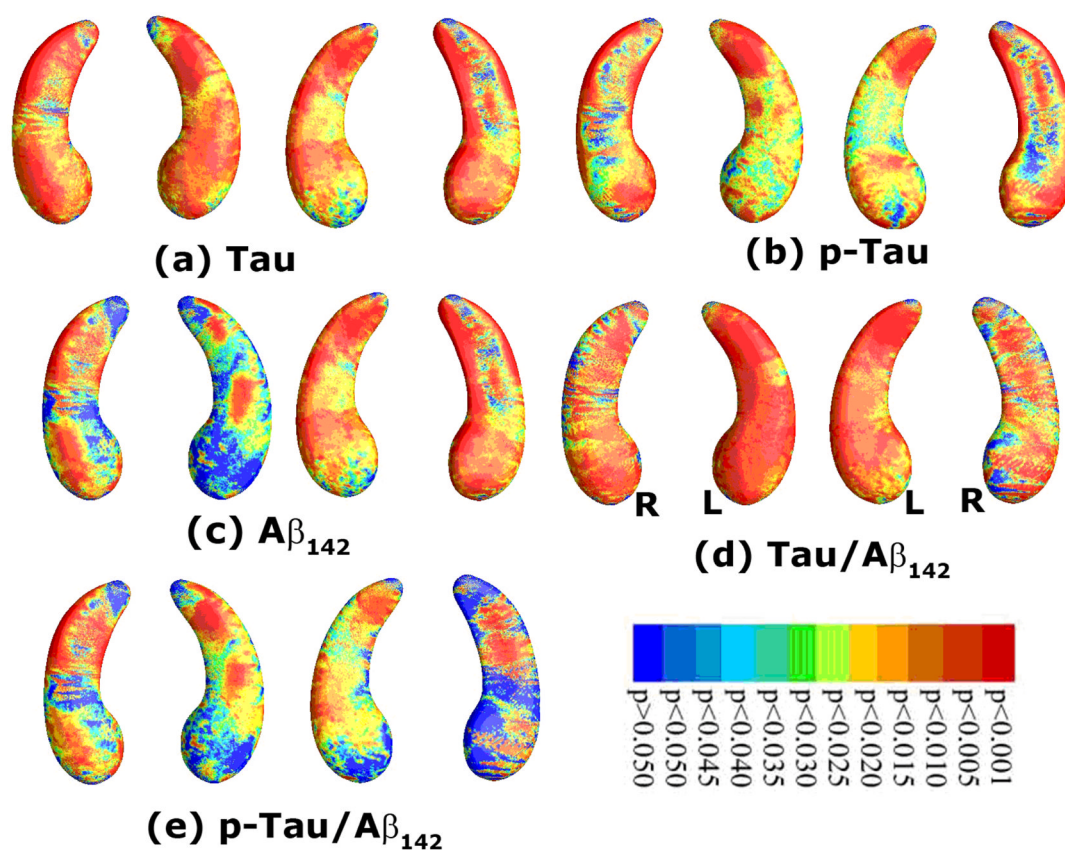 (a) Tau
(b) p-Tau
(c) Aβ₁₄₂
R L L R
(d) Tau/Aβ₁₄₂
(e) p-Tau/Aβ₁₄₂
p>0.050
p<0.050
p<0.045
p<0.040
p<0.035
p<0.030
p<0.025
p<0.020
p<0.015
p<0.010
p<0.005
p<0.001